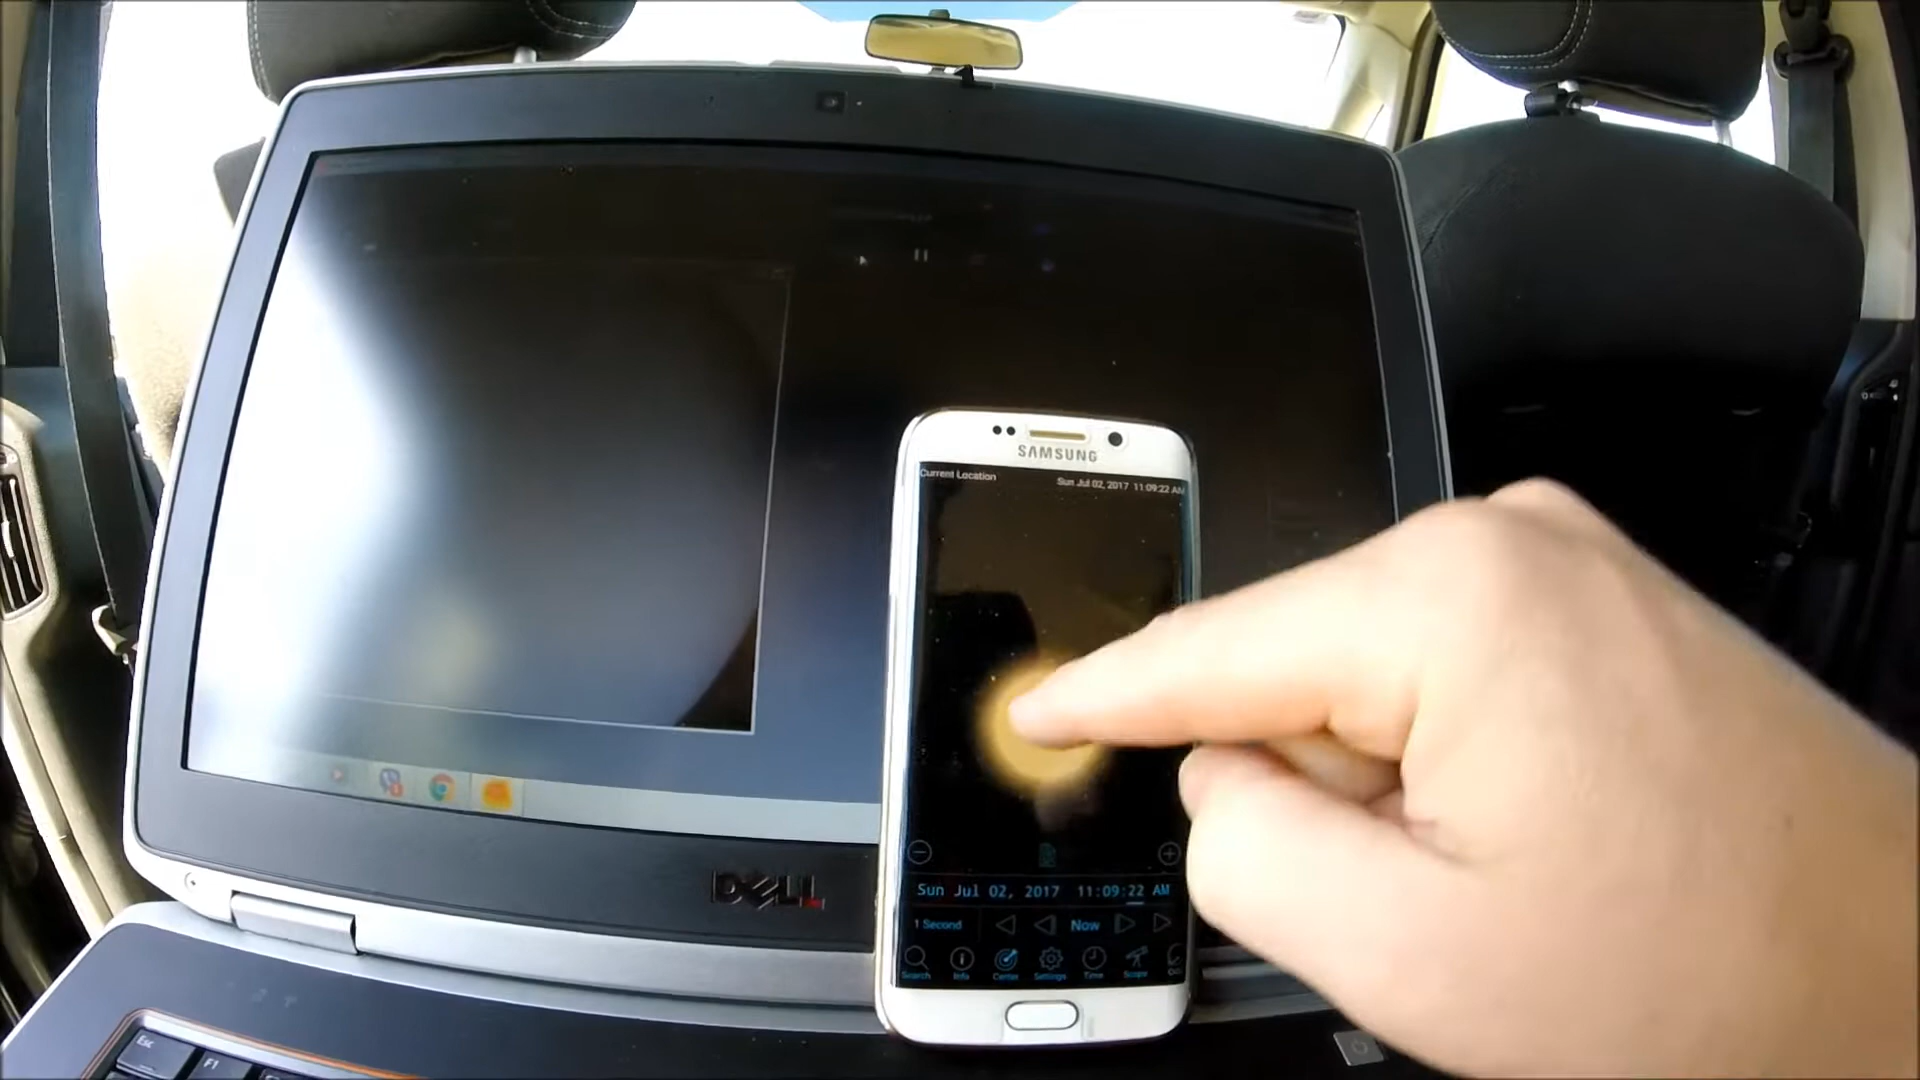 SAMSUNG
Current Location
Sun Jul 02, 2017 11:09:22 AM
Sun Jul 02, 2017 11:09:22 AM
1 Second
Now
Search
Info
Center
Settings
Time
Scope
DELL
Esc
F1